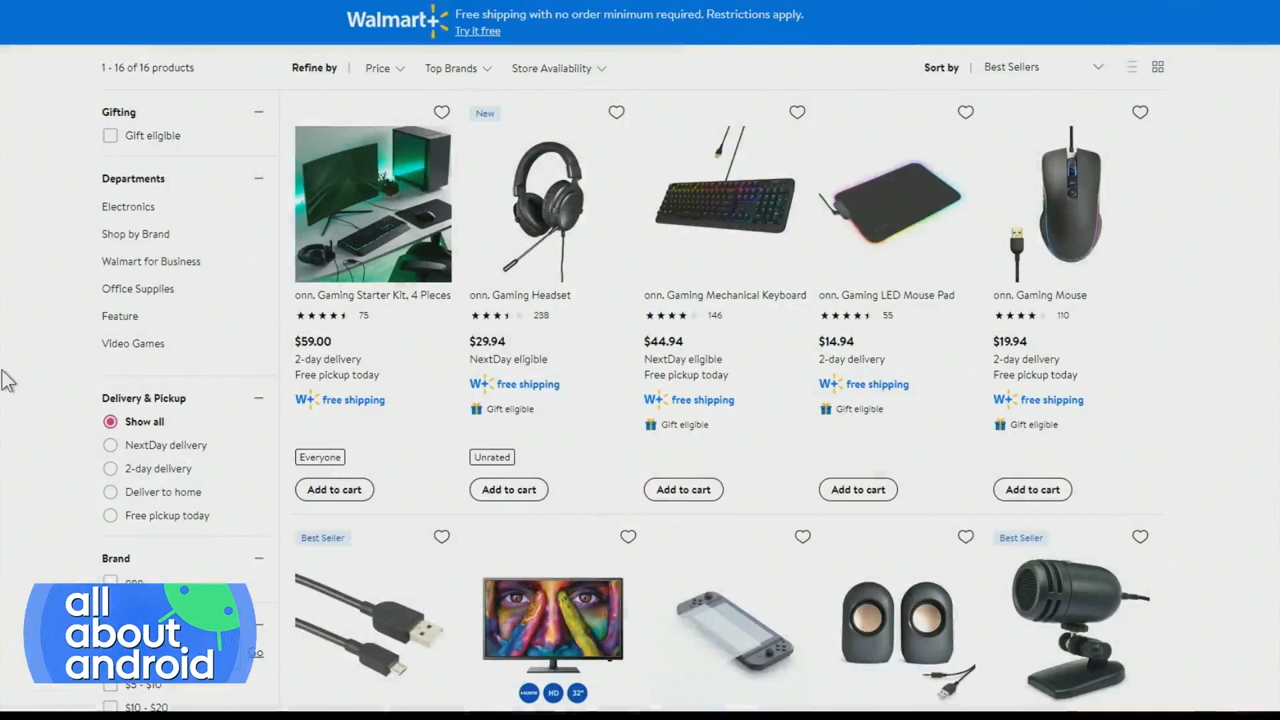 Walmart+
Free shipping with no order minimum required. Restrictions apply.
Try it free
1 - 16 of 16 products
Refine by | Price Top Brands Store Availability
Sort by | Best Sellers
Gifting
Gift eligible
Departments
Electronics
Shop by Brand
Walmart for Business
Office Supplies
Feature
Video Games
Delivery & Pickup
Show all
NextDay delivery
2-day delivery
Deliver to home
Free pickup today
Brand
onn.
Go
$5 - $10
$10 - $20
onn. Gaming Starter Kit, 4 Pieces
75
$59.00
2-day delivery
Free pickup today
W+ free shipping
Everyone
Add to cart
New
onn. Gaming Headset
238
$29.94
NextDay eligible
W+ free shipping
Gift eligible
Unrated
Add to cart
onn. Gaming Mechanical Keyboard
146
$44.94
NextDay eligible
Free pickup today
W+ free shipping
Gift eligible
Add to cart
onn. Gaming LED Mouse Pad
55
$14.94
2-day delivery
W+ free shipping
Gift eligible
Add to cart
onn. Gaming Mouse
110
$19.94
2-day delivery
Free pickup today
W+ free shipping
Gift eligible
Add to cart
Best Seller
HDMI HD 32"
Best Seller
all
about
android